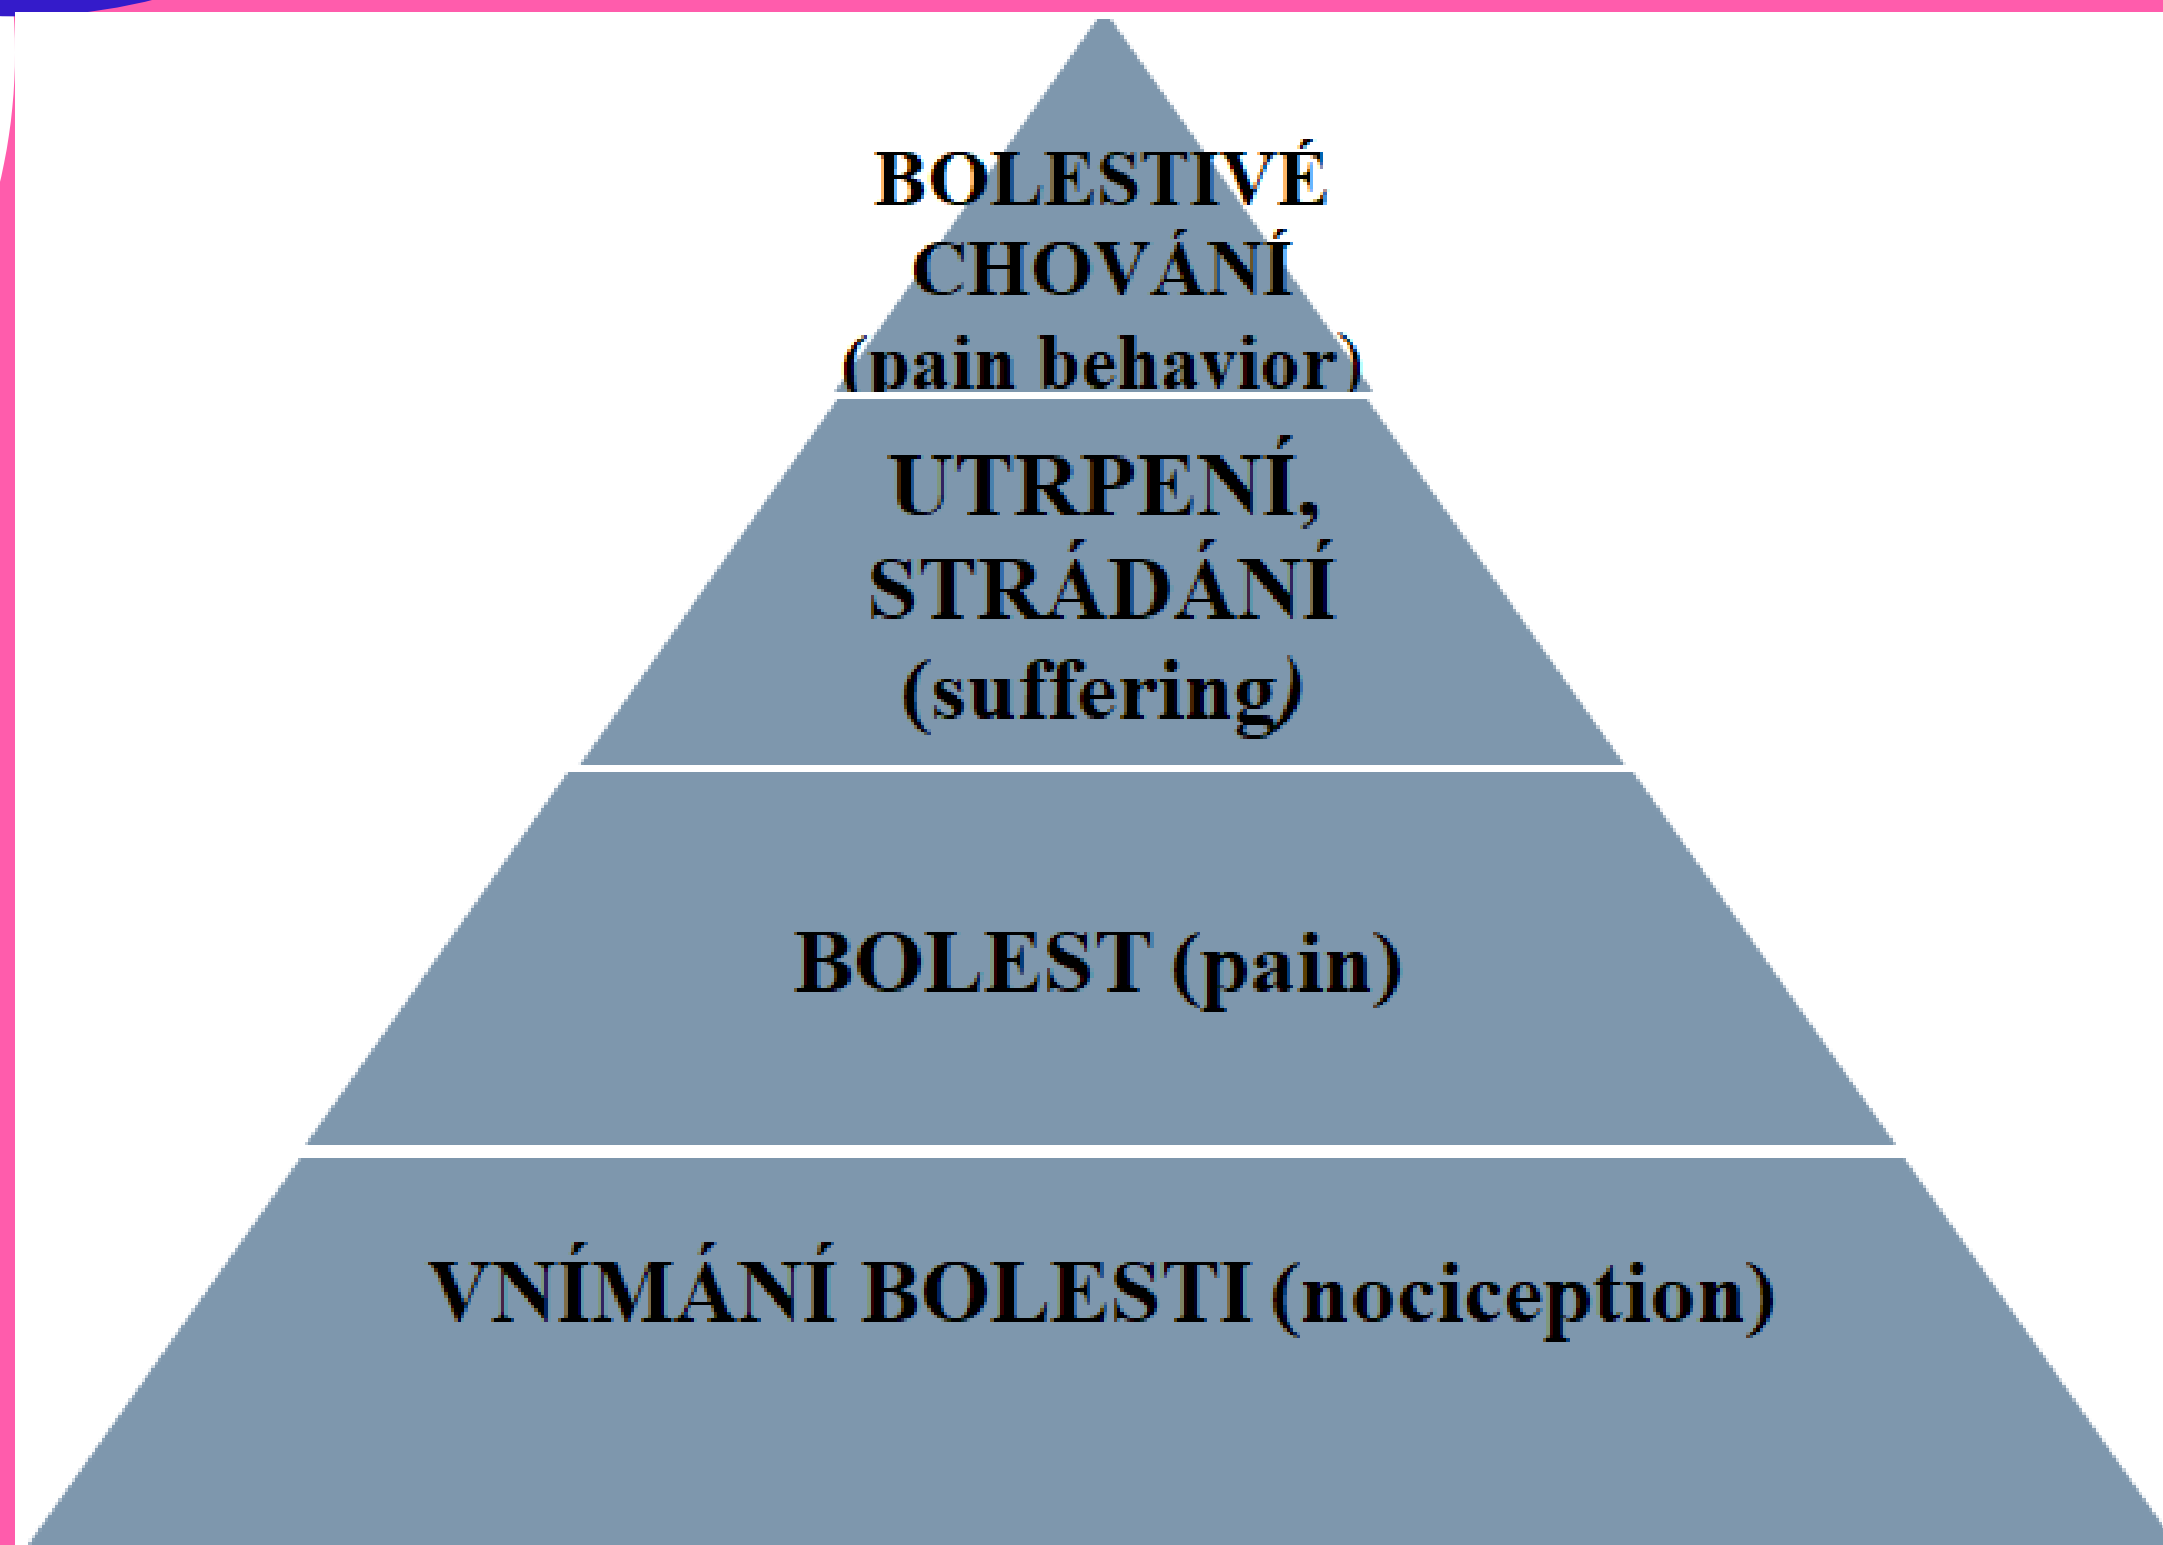 BOLESTIVÉ
CHOVÁNÍ
(pain behavior)
UTRPENÍ,
STRÁDÁNÍ
(suffering)
BOLEST (pain)
VNÍMÁNÍ BOLESTI (nociception)